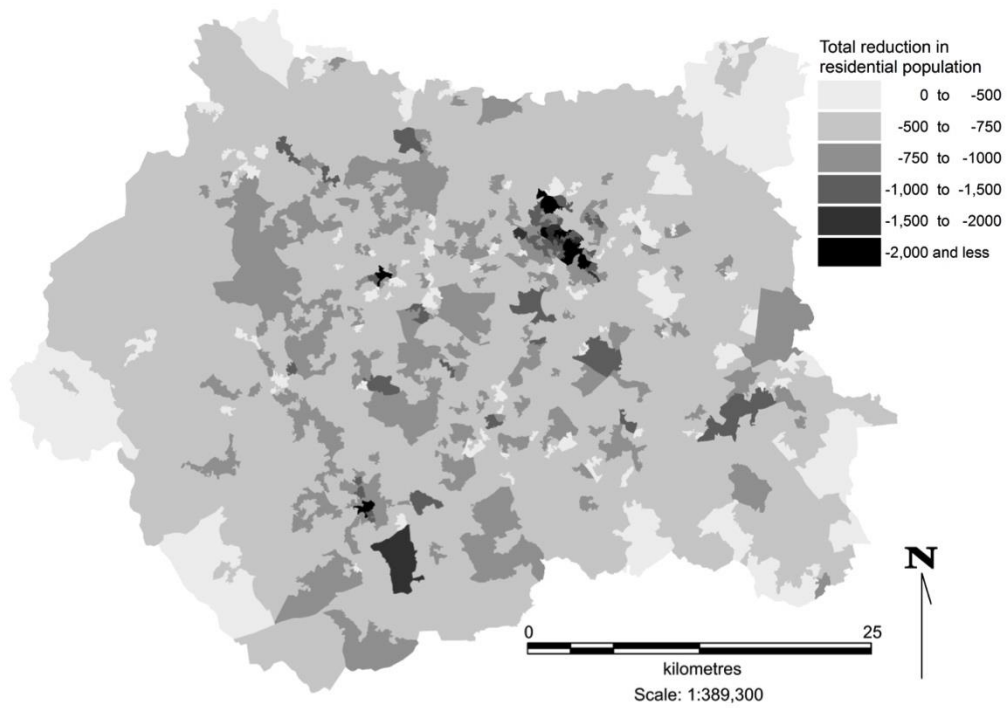 Total reduction in
residential population
0 to -500
-500 to -750
-750 to -1000
-1,000 to -1,500
-1,500 to -2000
-2,000 and less
N
0 25
kilometres
Scale: 1:389,300